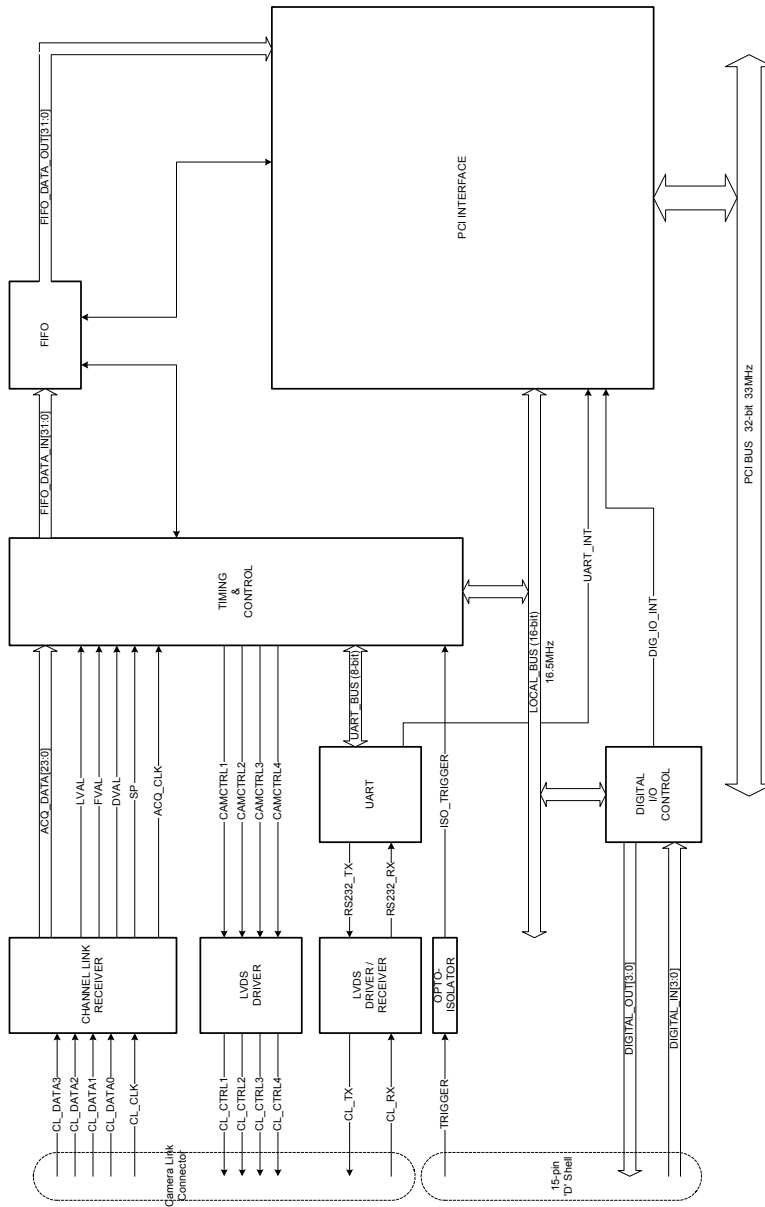 Camera Link
Connector
CL_DATA3
CL_DATA2
CL_DATA1
CL_DATA0
CL_CLK
CHANNEL LINK
RECEIVER
ACQ_DATA[23:0]
LVAL
FVAL
DVAL
SP
ACQ_CLK
TIMING
&
CONTROL
FIFO_DATA_IN[31:0]
FIFO
FIFO_DATA_OUT[31:0]
PCI INTERFACE
CL_CTRL1
CL_CTRL2
CL_CTRL3
CL_CTRL4
LVDS
DRIVER
CAMCTRL1
CAMCTRL2
CAMCTRL3
CAMCTRL4
CL_TX
CL_RX
LVDS
DRIVER /
RECEIVER
RS232_TX
RS232_RX
UART
UART_BUS (8-bit)
TRIGGER
OPTO-
ISOLATOR
ISO_TRIGGER
LOCAL_BUS (16-bit)
16.5MHz
UART_INT
15-pin
'D' Shell
DIGITAL_OUT[3:0]
DIGITAL_IN[3:0]
DIGITAL
I/O
CONTROL
DIG_IO_INT
PCI BUS 32-bit 33MHz